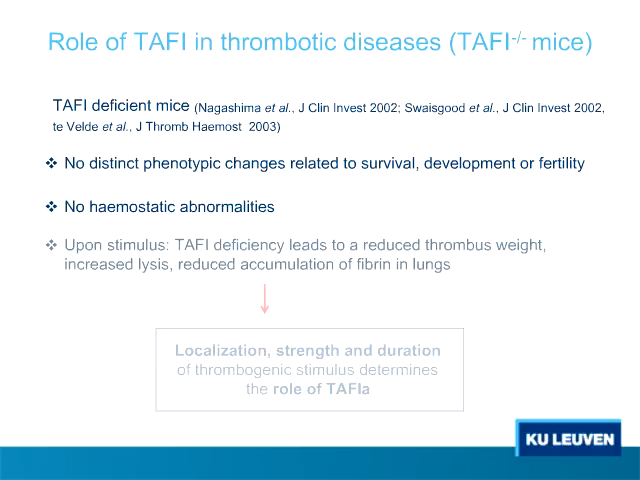 Role of TAFI in thrombotic diseases (TAFI-/- mice)
TAFI deficient mice (Nagashima et al., J Clin Invest 2002; Swaisgood et al., J Clin Invest 2002,
te Velde et al., J Thromb Haemost 2003)
❖ No distinct phenotypic changes related to survival, development or fertility
❖ No haemostatic abnormalities
❖ Upon stimulus: TAFI deficiency leads to a reduced thrombus weight,
increased lysis, reduced accumulation of fibrin in lungs
Localization, strength and duration
of thrombogenic stimulus determines
the role of TAFIa
KU LEUVEN